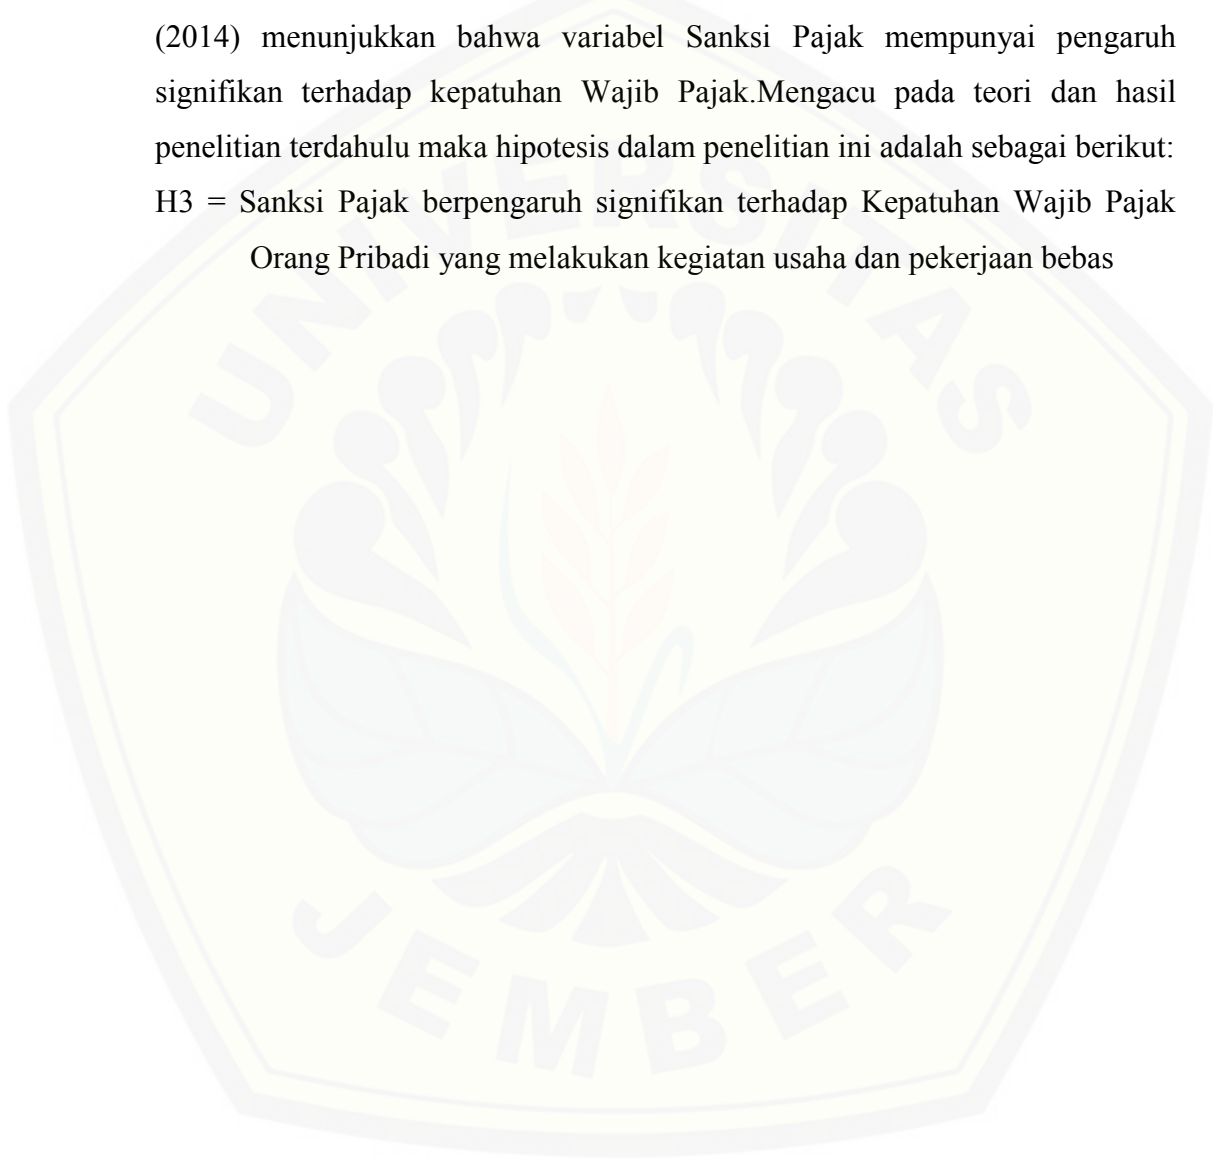 (2014) menunjukkan bahwa variabel Sanksi Pajak mempunyai pengaruh
signifikan terhadap kepatuhan Wajib Pajak.Mengacu pada teori dan hasil
penelitian terdahulu maka hipotesis dalam penelitian ini adalah sebagai berikut:
H3 = Sanksi Pajak berpengaruh signifikan terhadap Kepatuhan Wajib Pajak
Orang Pribadi yang melakukan kegiatan usaha dan pekerjaan bebas
UNIVERSITAS
JEMBER